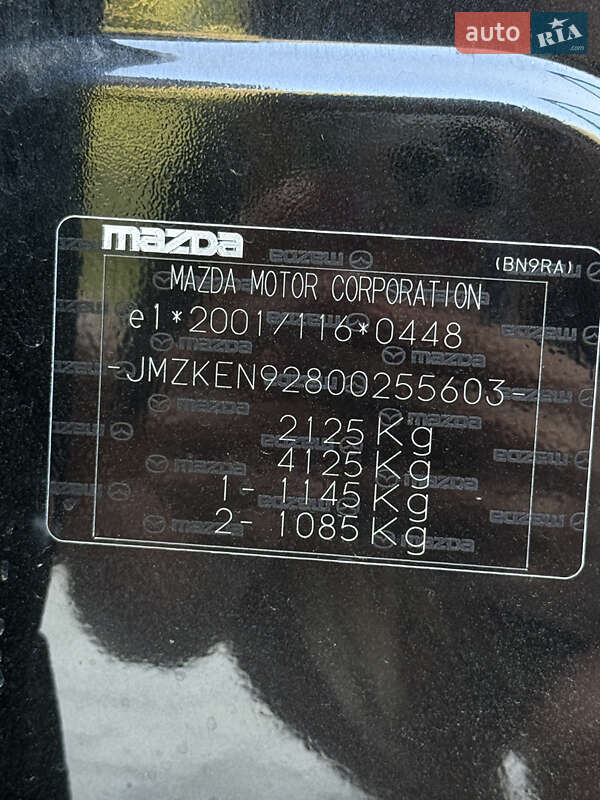 auto RIA
.com
mazda
(BN9RA)
MAZDA MOTOR CORPORATION
e1*2001/116*0448
-JMZKEN92800255603-
2125 Kg
4125 Kg
1- 1145 Kg
2- 1085 Kg